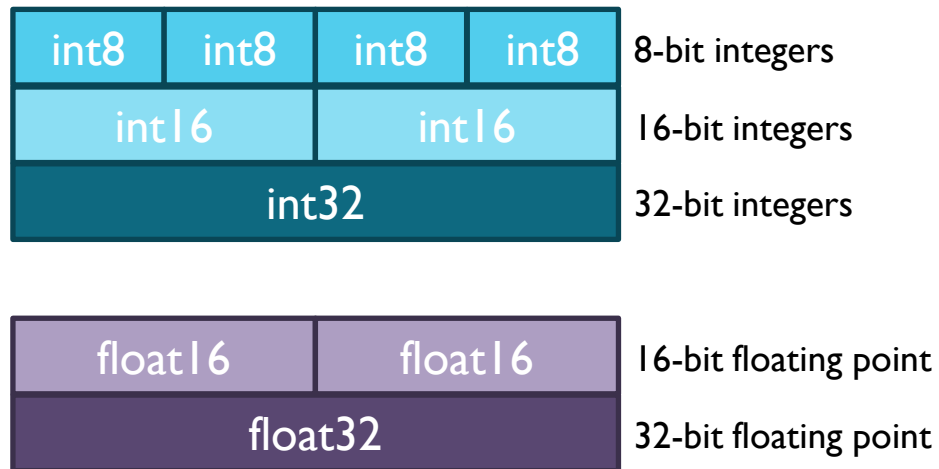 int8 int8 int8 int8 8-bit integers
int16 int16 16-bit integers
int32 32-bit integers
float16 float16 16-bit floating point
float32 32-bit floating point